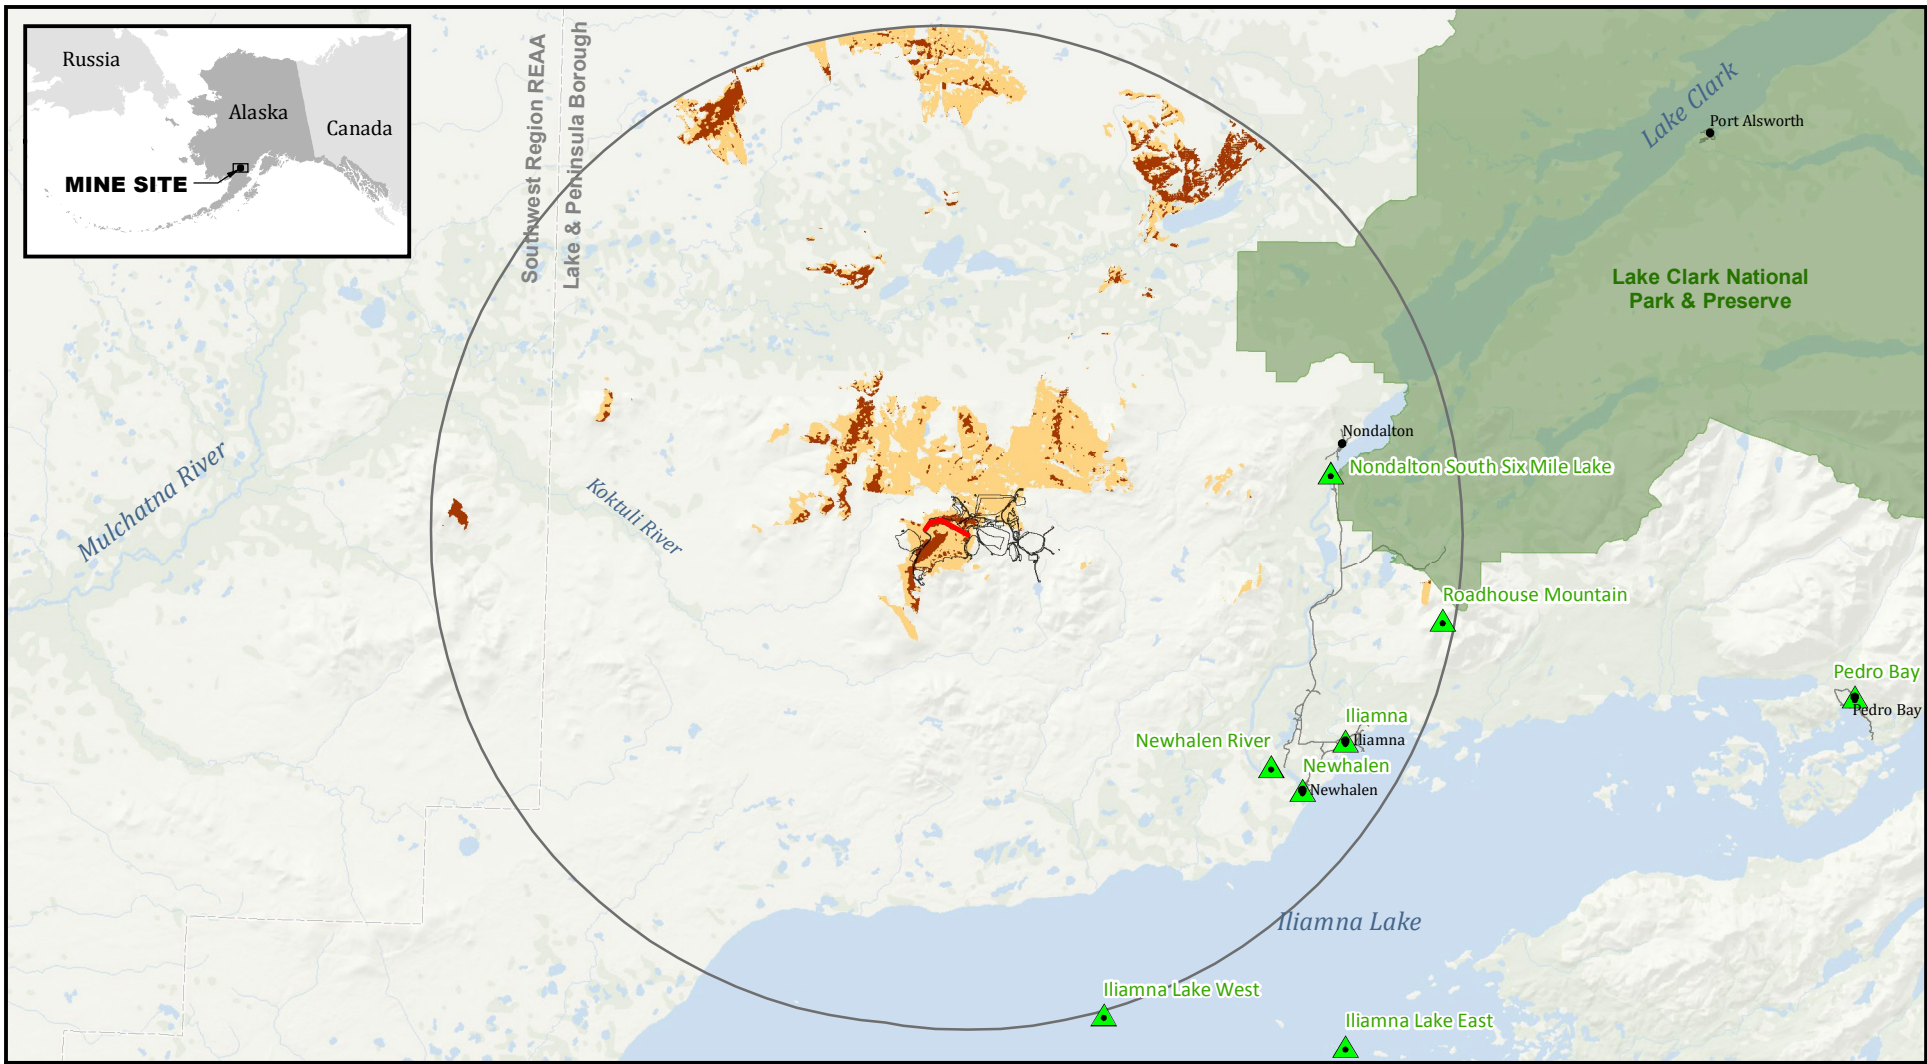 Russia
Alaska
Canada
MINE SITE
Southwest Region REAA
Lake & Peninsula Borough
Lake Clark
Port Alsworth
Lake Clark National
Park & Preserve
Mulchatna River
Koktuli River
Nondalton
Nondalton South Six Mile Lake
Roadhouse Mountain
Pedro Bay
Pedro Bay
Iliamna
Iliamna
Newhalen River
Newhalen
Newhalen
Iliamna Lake
Iliamna Lake West
Iliamna Lake East